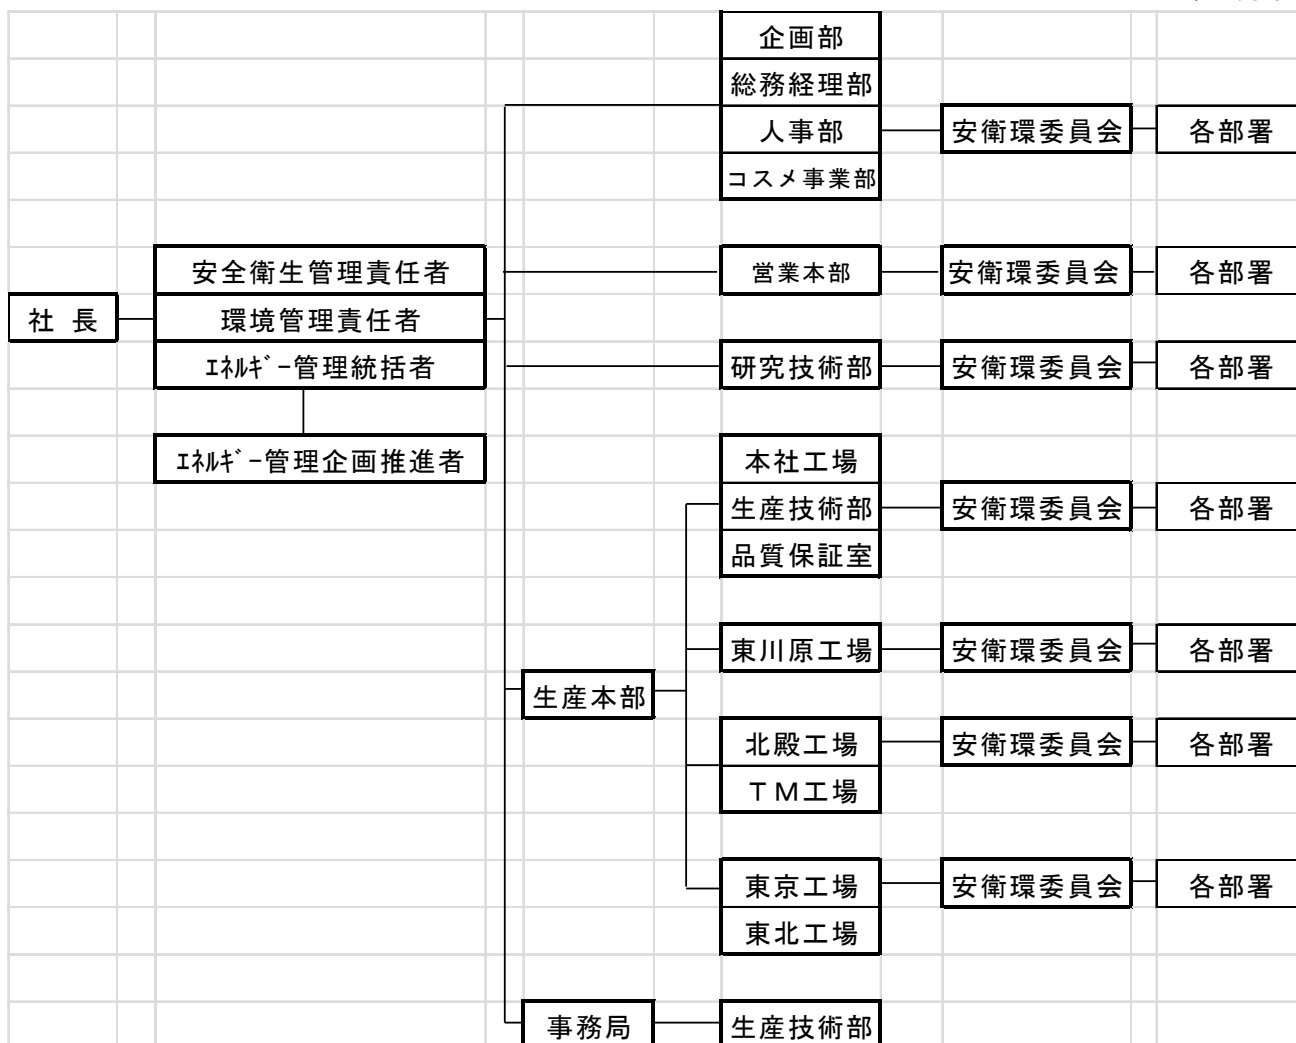 企画部
総務経理部
人事部 安衛環委員会 各部署
コスメ事業部
安全衛生管理責任者 営業本部 安衛環委員会 各部署
社 長 環境管理責任者
ｴﾈﾙｷﾞｰ管理統括者 研究技術部 安衛環委員会 各部署
ｴﾈﾙｷﾞｰ管理企画推進者 本社工場
生産技術部 安衛環委員会 各部署
品質保証室
東川原工場 安衛環委員会 各部署
生産本部
北殿工場 安衛環委員会 各部署
ＴＭ工場
東京工場 安衛環委員会 各部署
東北工場
事務局 生産技術部